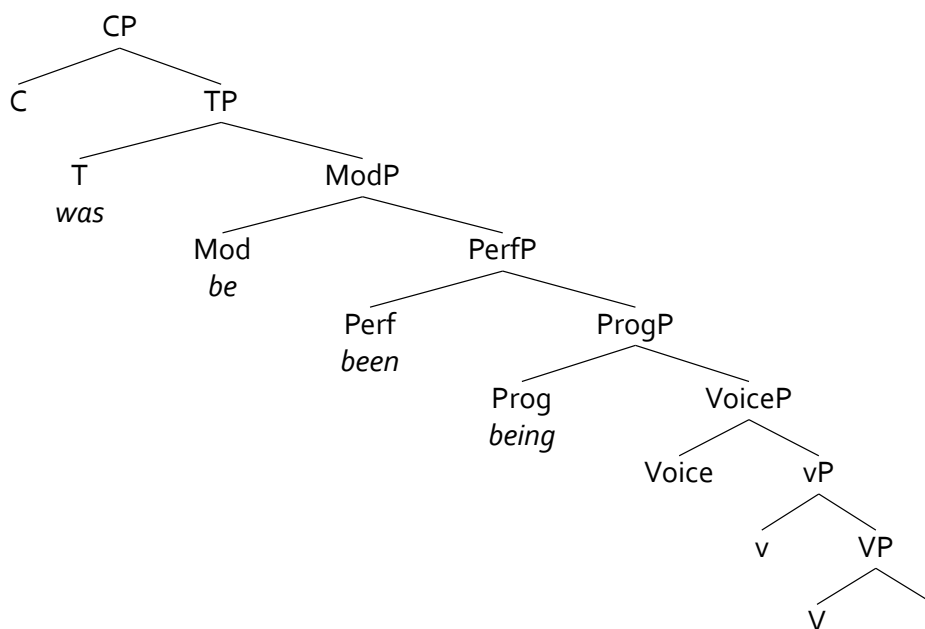 CP
C TP
T ModP
was
Mod PerfP
be
Perf ProgP
been
Prog VoiceP
being
Voice vP
v VP
V